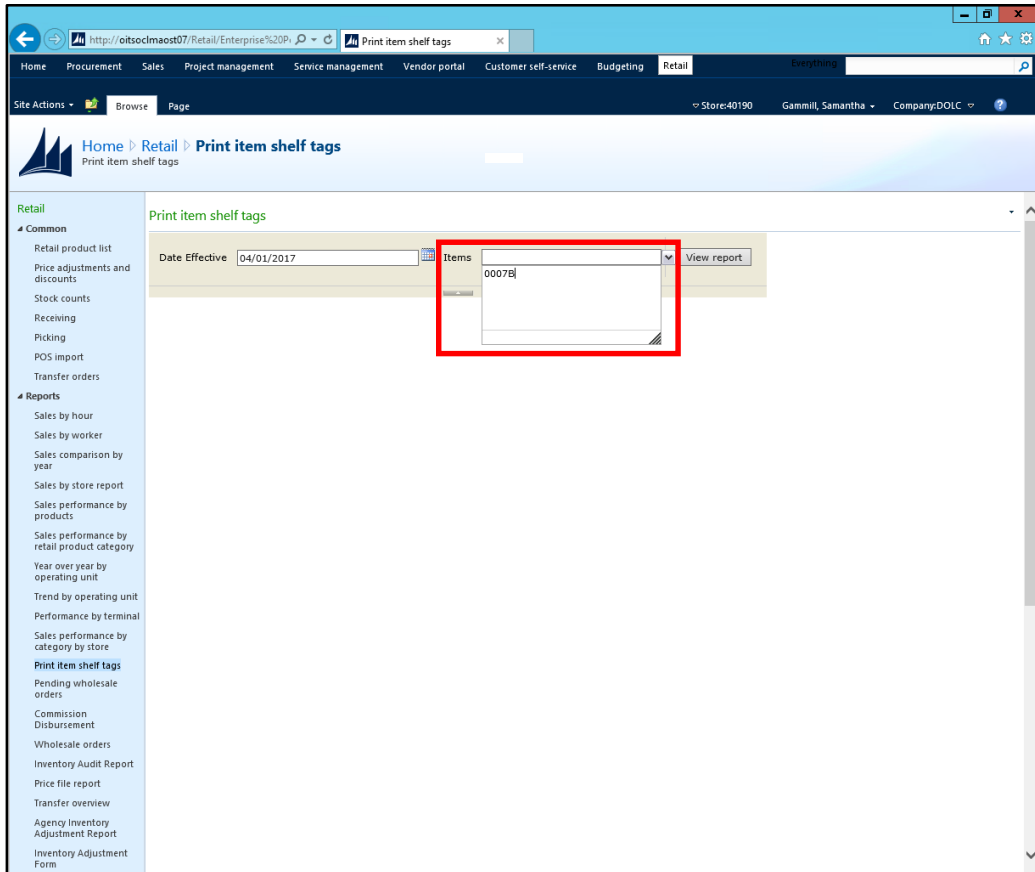 http://oitsoclmaost07/Retail/Enterprise%20P
Print item shelf tags
Home Procurement Sales Project management Service management Vendor portal Customer self-service Budgeting Retail Everything
Site Actions Browse Page Store:40190 Gammill, Samantha Company:DOLC
Home Retail Print item shelf tags
Print item shelf tags
Retail
Common
Retail product list
Price adjustments and
discounts
Stock counts
Receiving
Picking
POS import
Transfer orders
Reports
Sales by hour
Sales by worker
Sales comparison by
year
Sales by store report
Sales performance by
products
Sales performance by
retail product category
Year over year by
operating unit
Trend by operating unit
Performance by terminal
Sales performance by
category by store
Print item shelf tags
Pending wholesale
orders
Commission
Disbursement
Wholesale orders
Inventory Audit Report
Price file report
Transfer overview
Agency Inventory
Adjustment Report
Inventory Adjustment
Form
Print item shelf tags
Date Effective 04/01/2017 Items View report
0007B